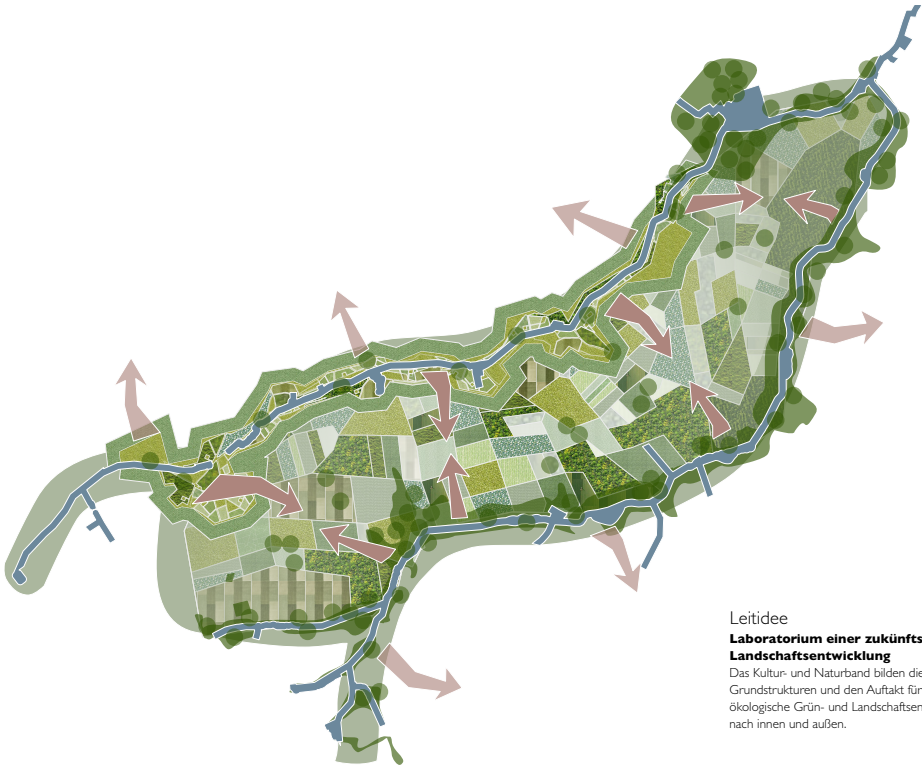 Leitidee
Laboratorium einer zukünfts
Landschaftsentwicklung
Das Kultur- und Naturband bilden die
Grundstrukturen und den Auftakt für
ökologische Grün- und Landschaftsen
nach innen und außen.